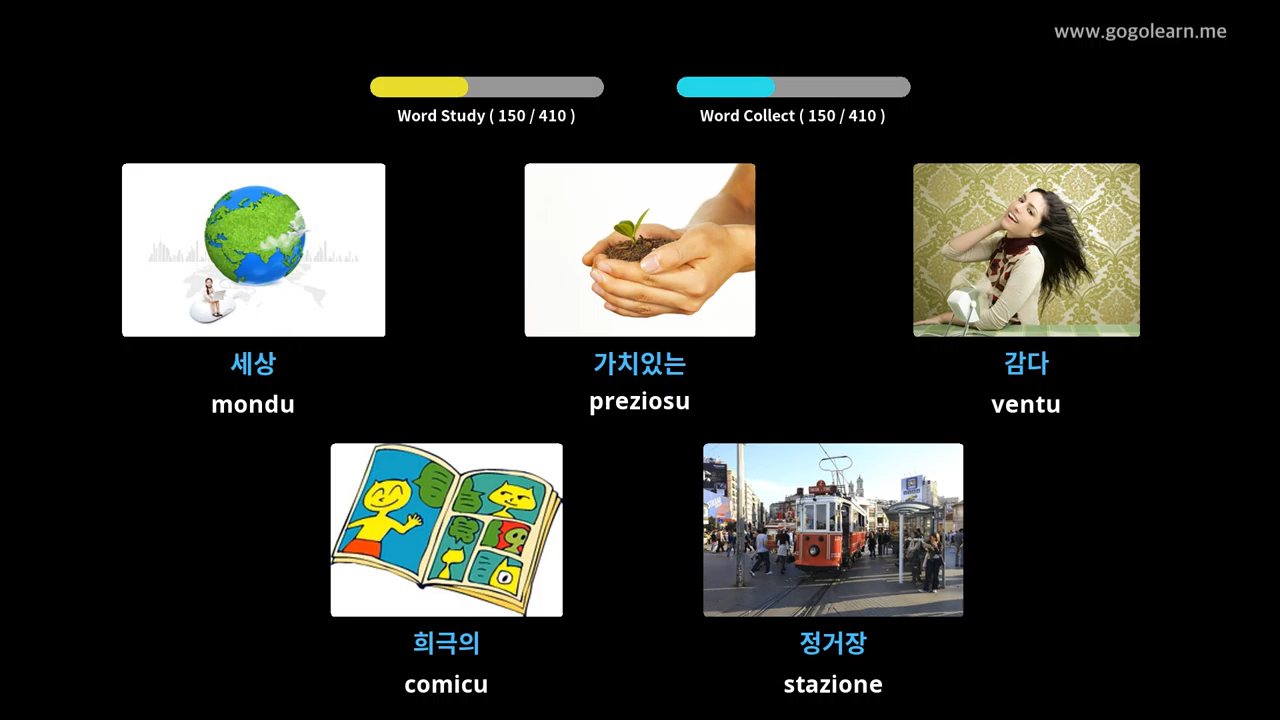 www.gogolearn.me
Word Study ( 150 / 410 )
Word Collect ( 150 / 410 )
세상
mondu
가치있는
preziosu
감다
ventu
희극의
comicu
정거장
stazione